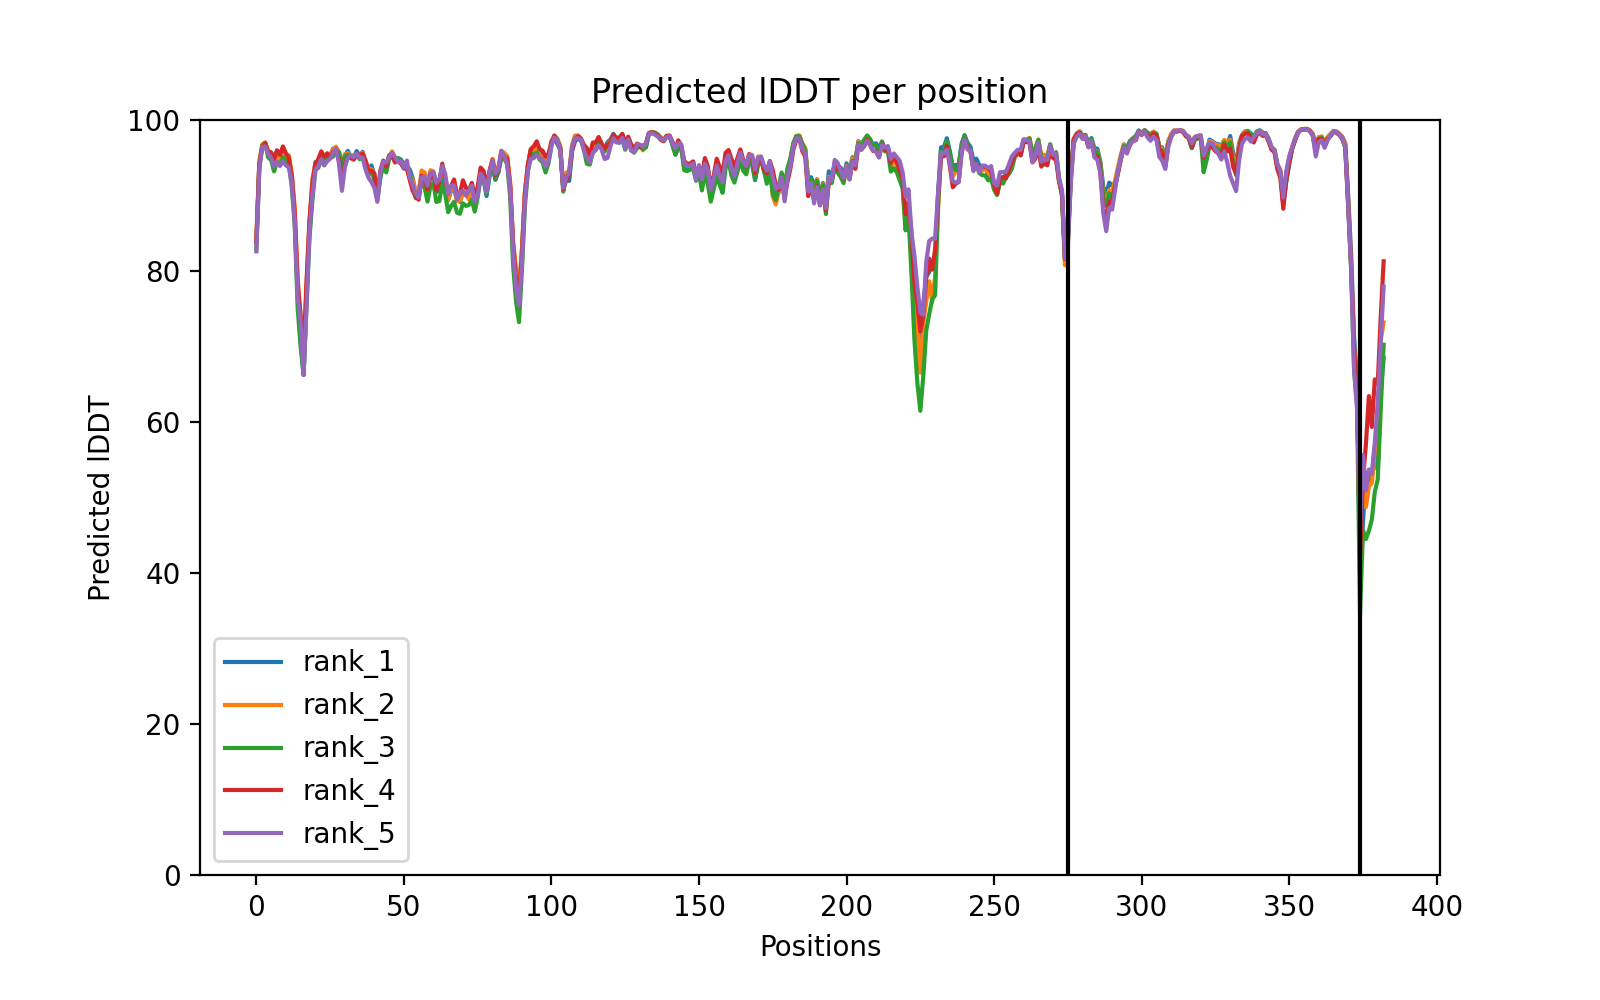 Predicted lDDT per position
100
80
60
40
20
0
Predicted lDDT
rank_1
rank_2
rank_3
rank_4
rank_5
0 50 100 150 200 250 300 350 400
Positions